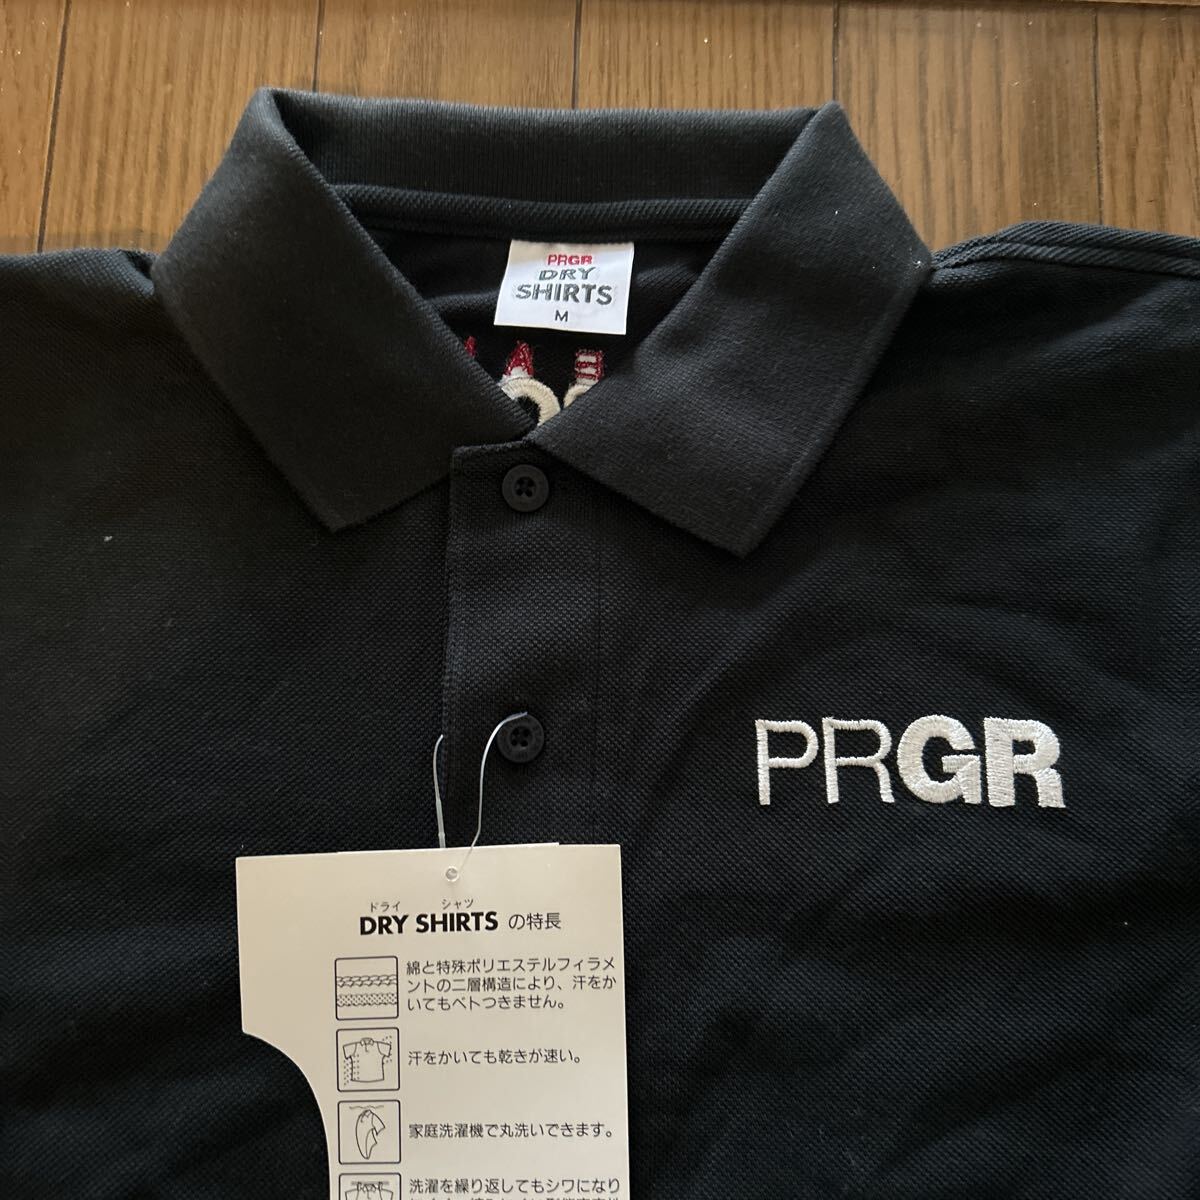 PRGR
DRY
SHIRTS
M
PRGR
ドライ シャツ
DRY SHIRTS の特長
綿と特殊ポリエステルフィラメ
ントの二層構造により、汗をか
いてもベトつきません。
汗をかいても乾きが速い。
家庭洗濯機で丸洗いできます。
洗濯を繰り返してもシワになり